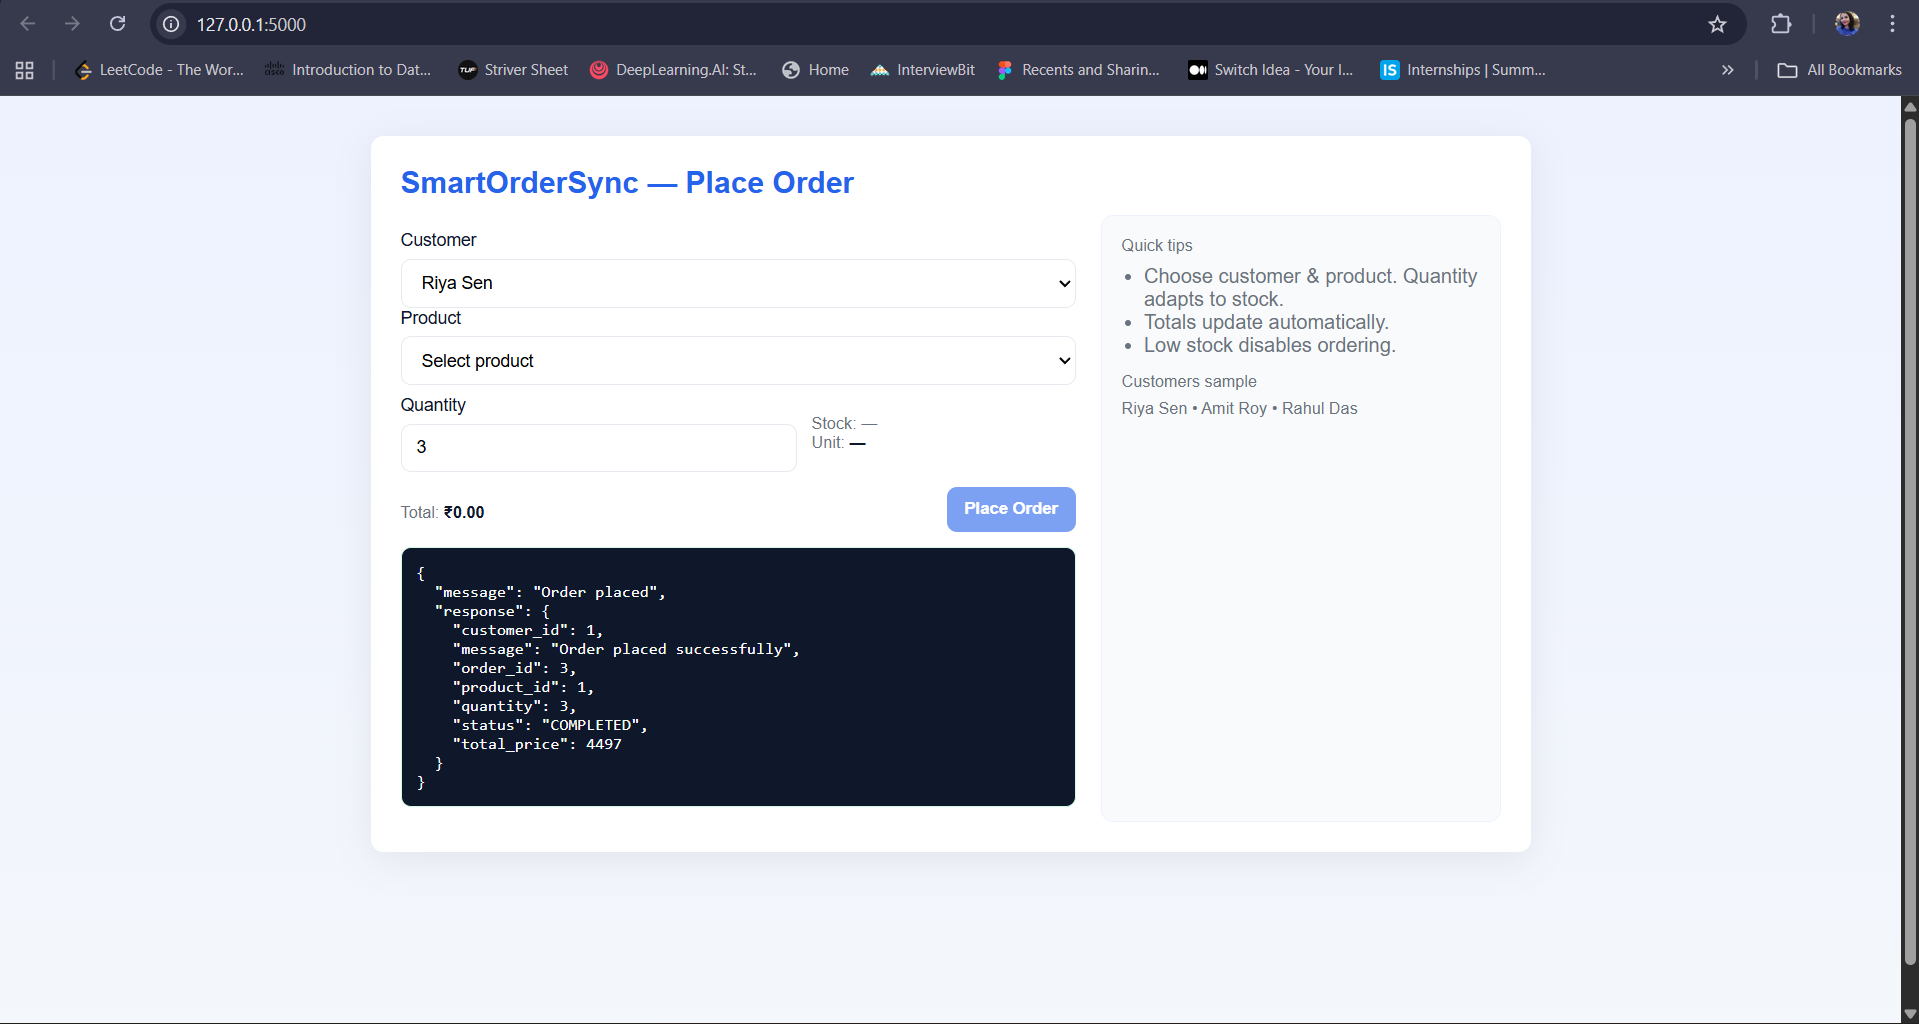 127.0.0.1:5000
LeetCode - The Wor...
cisco
Introduction to Dat...
TUF
Striver Sheet
DeepLearning.AI: St...
Home
InterviewBit
Recents and Sharin...
Switch Idea - Your I...
IS
Internships | Summ...
All Bookmarks
SmartOrderSync — Place Order
Customer
Riya Sen
Product
Select product
Quantity
3
Stock: —
Unit: —
Total: ₹0.00
Place Order
{
  "message": "Order placed",
  "response": {
    "customer_id": 1,
    "message": "Order placed successfully",
    "order_id": 3,
    "product_id": 1,
    "quantity": 3,
    "status": "COMPLETED",
    "total_price": 4497
  }
}
Quick tips
• Choose customer & product. Quantity
adapts to stock.
• Totals update automatically.
• Low stock disables ordering.
Customers sample
Riya Sen • Amit Roy • Rahul Das